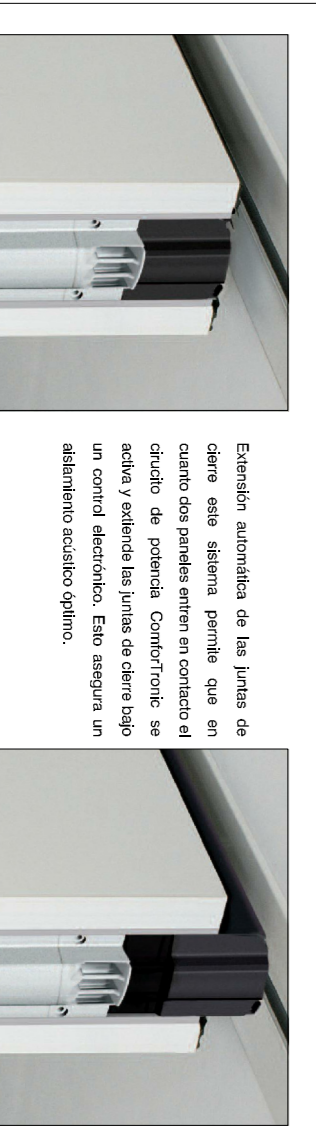 Extensión automática de las juntas de
cierre este sistema permite que en
cuanto dos paneles entren en contacto el
cirucito de potencia ComforTronic se
activa y extiende las juntas de cierre bajo
un control electrónico. Esto asegura un
aislamiento acústico óptimo.